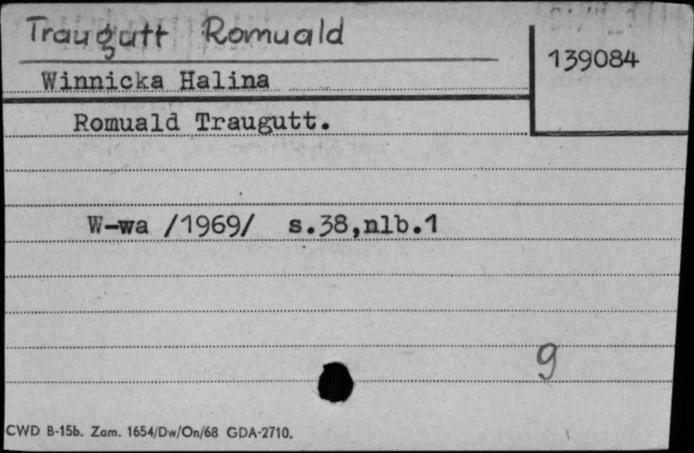 Traugutt Romuald
139084
Winnicka Halina
Romuald Traugutt.
W-wa /1969/ s.38,nlb.1
9
CWD B-15b. Zam. 1654/Dw/On/68 GDA-2710.